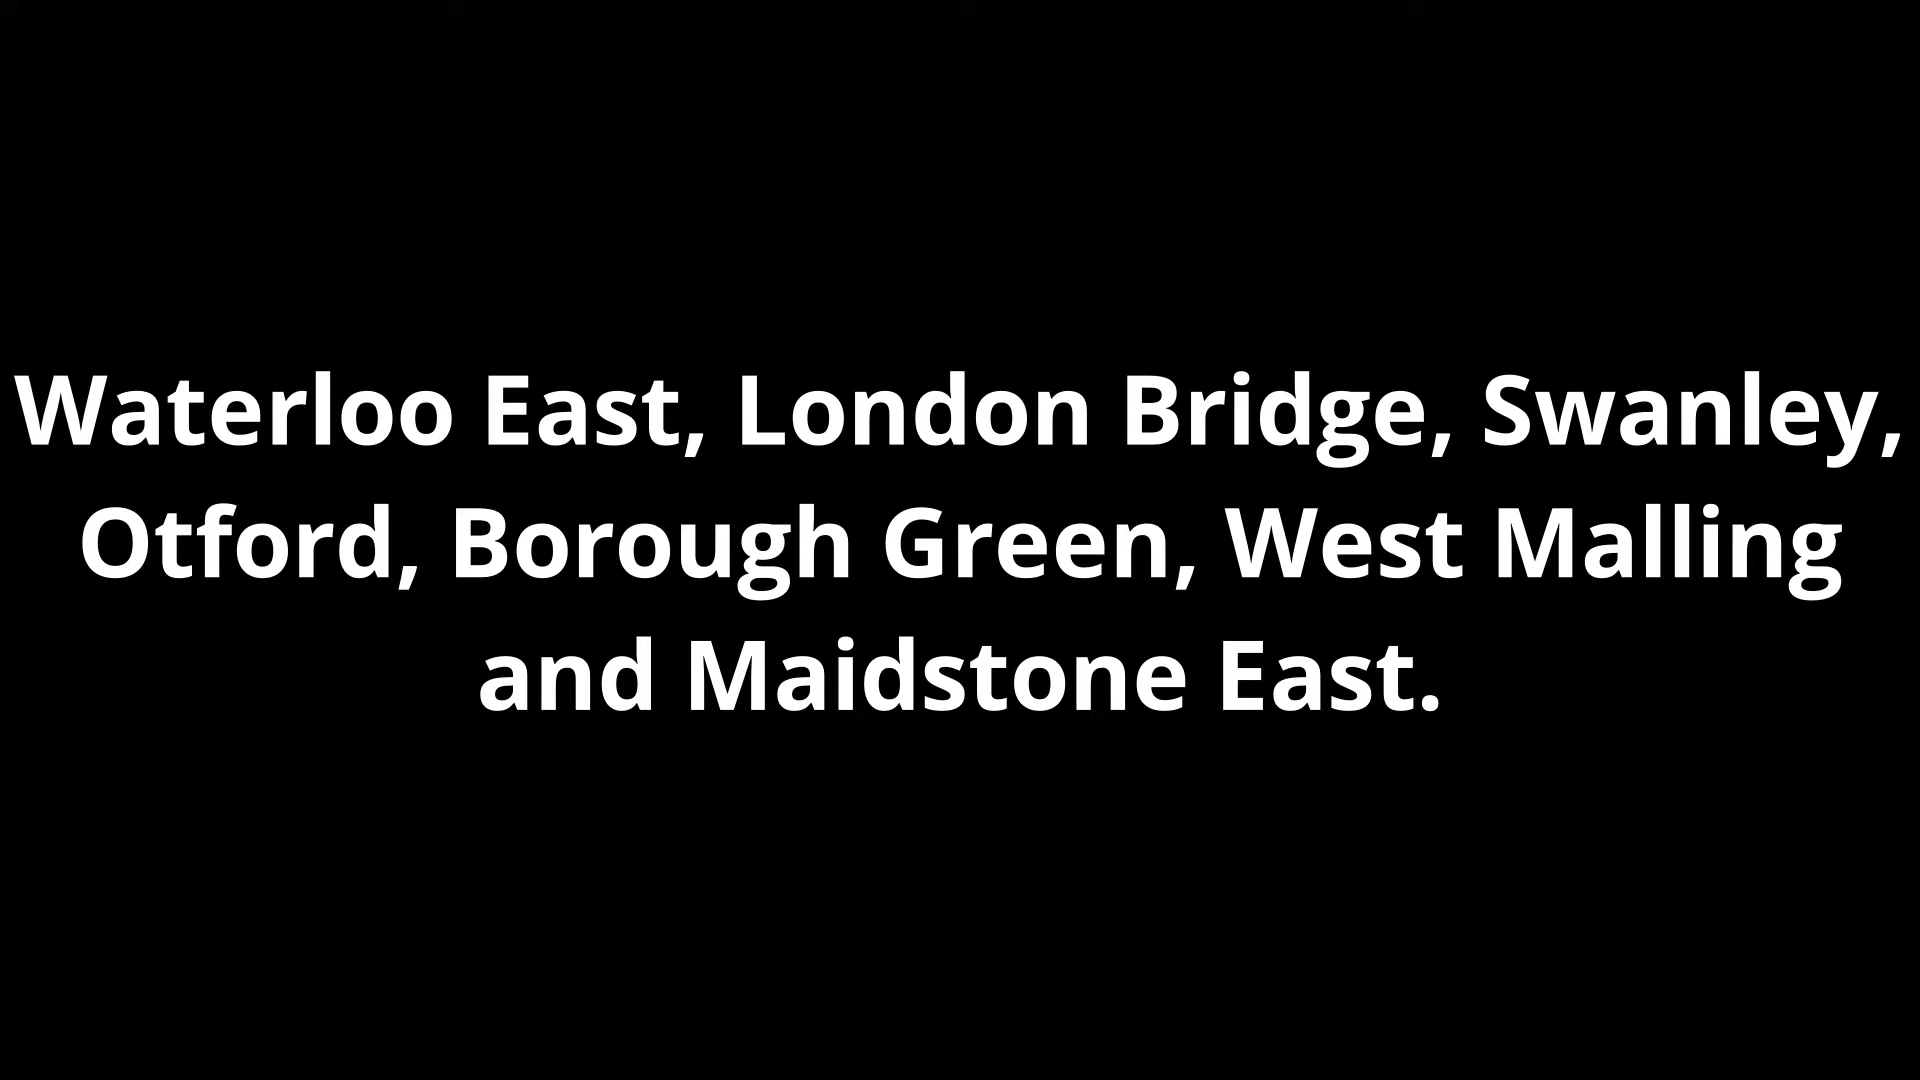 Waterloo East, London Bridge, Swanley,
Otford, Borough Green, West Malling
and Maidstone East.